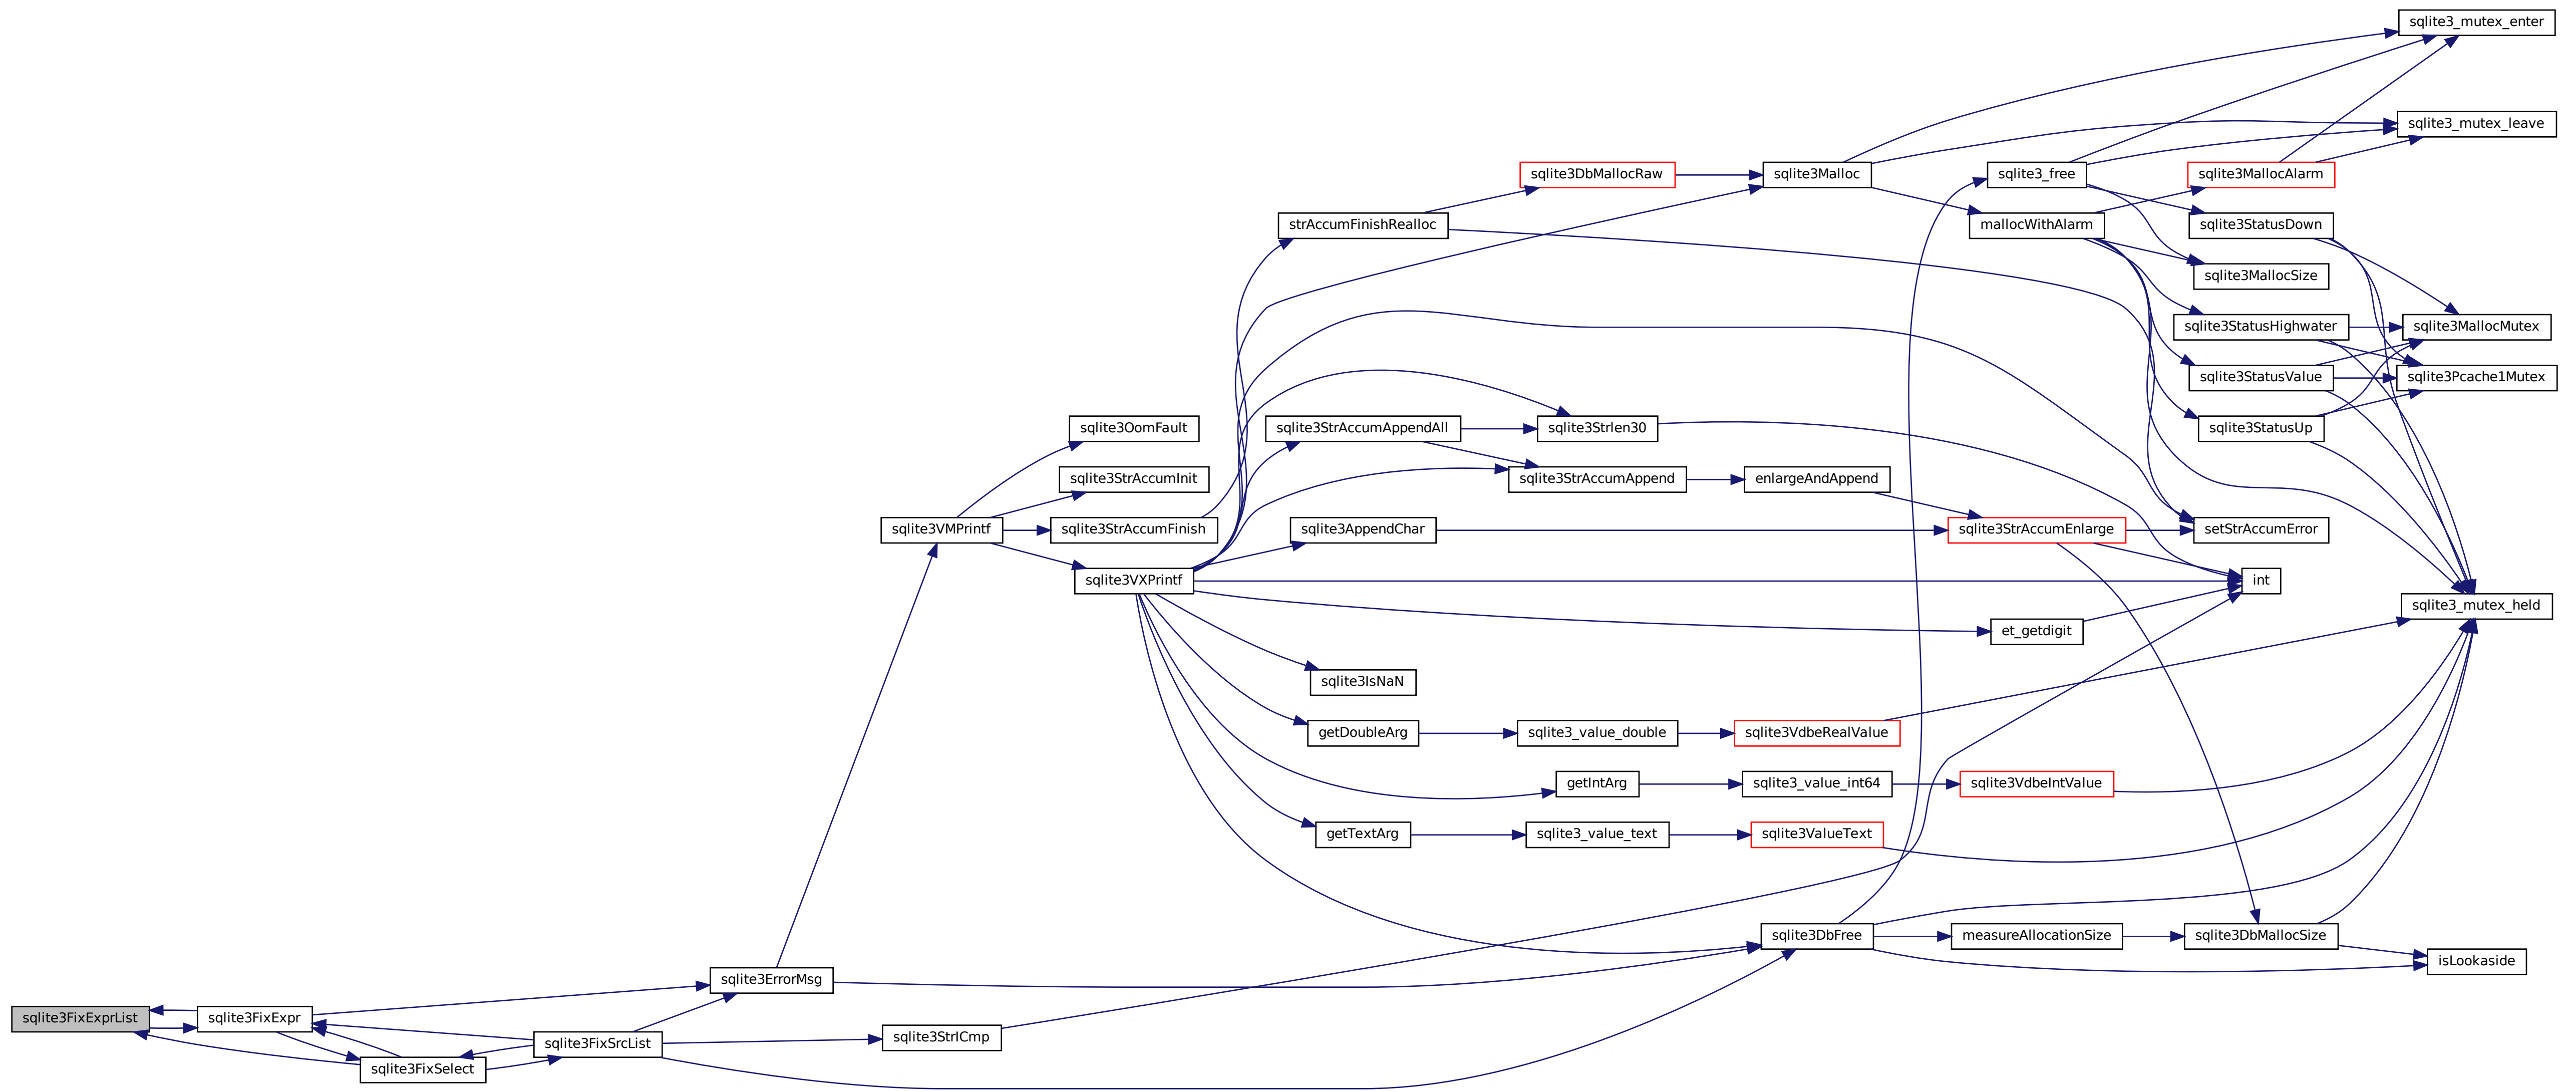 sqlite3_mutex_enter
sqlite3_mutex_leave
sqlite3DbMallocRaw
sqlite3Malloc
sqlite3_free
sqlite3MallocAlarm
strAccumFinishRealloc
mallocWithAlarm
sqlite3StatusDown
sqlite3MallocSize
sqlite3StatusHighwater
sqlite3MallocMutex
sqlite3StatusValue
sqlite3Pcache1Mutex
sqlite3OomFault
sqlite3StrAccumAppendAll
sqlite3Strlen30
sqlite3StatusUp
sqlite3StrAccumInit
sqlite3StrAccumAppend
enlargeAndAppend
sqlite3VMPrintf
sqlite3StrAccumFinish
sqlite3AppendChar
sqlite3StrAccumEnlarge
setStrAccumError
sqlite3VXPrintf
int
sqlite3_mutex_held
et_getdigit
sqlite3IsNaN
getDoubleArg
sqlite3_value_double
sqlite3VdbeRealValue
getIntArg
sqlite3_value_int64
sqlite3VdbeIntValue
getTextArg
sqlite3_value_text
sqlite3ValueText
sqlite3DbFree
measureAllocationSize
sqlite3DbMallocSize
isLookaside
sqlite3ErrorMsg
sqlite3FixExprList
sqlite3FixExpr
sqlite3StrICmp
sqlite3FixSrcList
sqlite3FixSelect